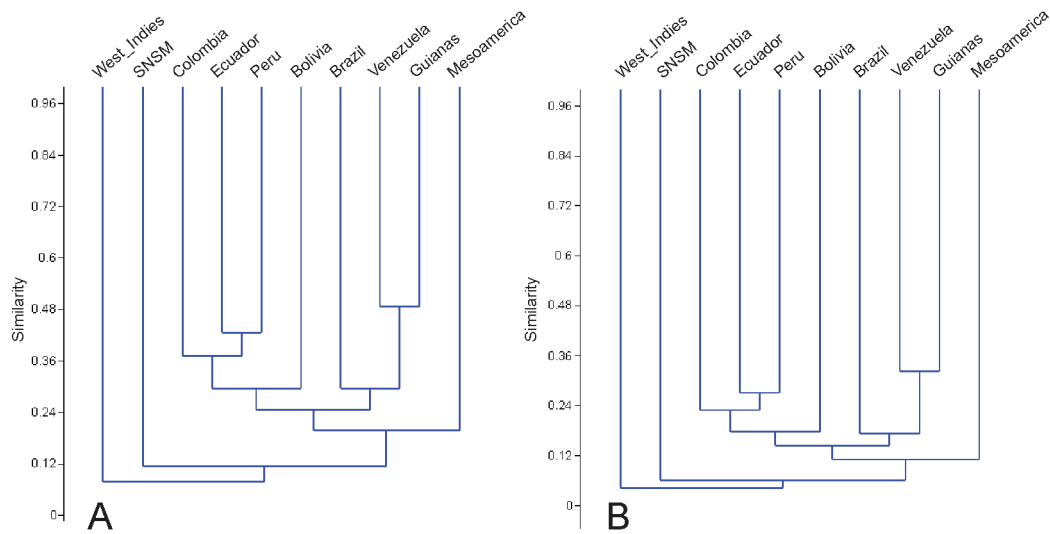 West_Indies
SNSM
Colombia
Ecuador
Peru
Bolivia
Brazil
Venezuela
Guianas
Mesoamerica
0.96
0.84
0.72
0.6
0.48
0.36
0.24
0.12
0
Similarity
A
West_Indies
SNSM
Colombia
Ecuador
Peru
Bolivia
Brazil
Venezuela
Guianas
Mesoamerica
0.96
0.84
0.72
0.6
0.48
0.36
0.24
0.12
0
Similarity
B